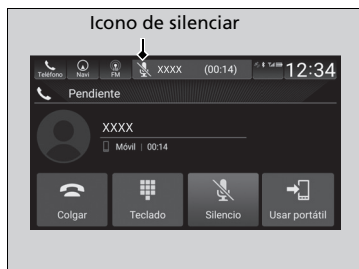 Icono de silenciar
Teléfono Navi FM XXXX (00:14) 12:34
Pendiente
XXXX
Móvil | 00:14
Colgar Teclado Silencio Usar portátil